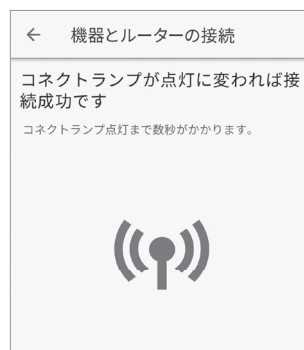 機器とルーターの接続
コネクトランプが点灯に変われば接
続成功です
コネクトランプ点灯まで数秒がかかります。